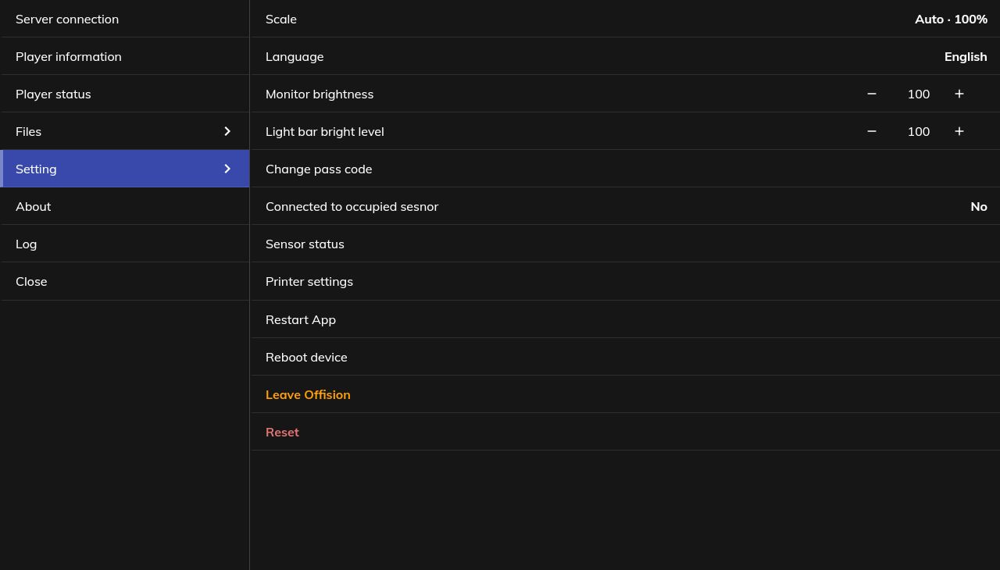 Server connection
Player information
Player status
Files
Setting
About
Log
Close
Scale Auto · 100%
Language English
Monitor brightness − 100 +
Light bar bright level − 100 +
Change pass code
Connected to occupied sesnor No
Sensor status
Printer settings
Restart App
Reboot device
Leave Offision
Reset